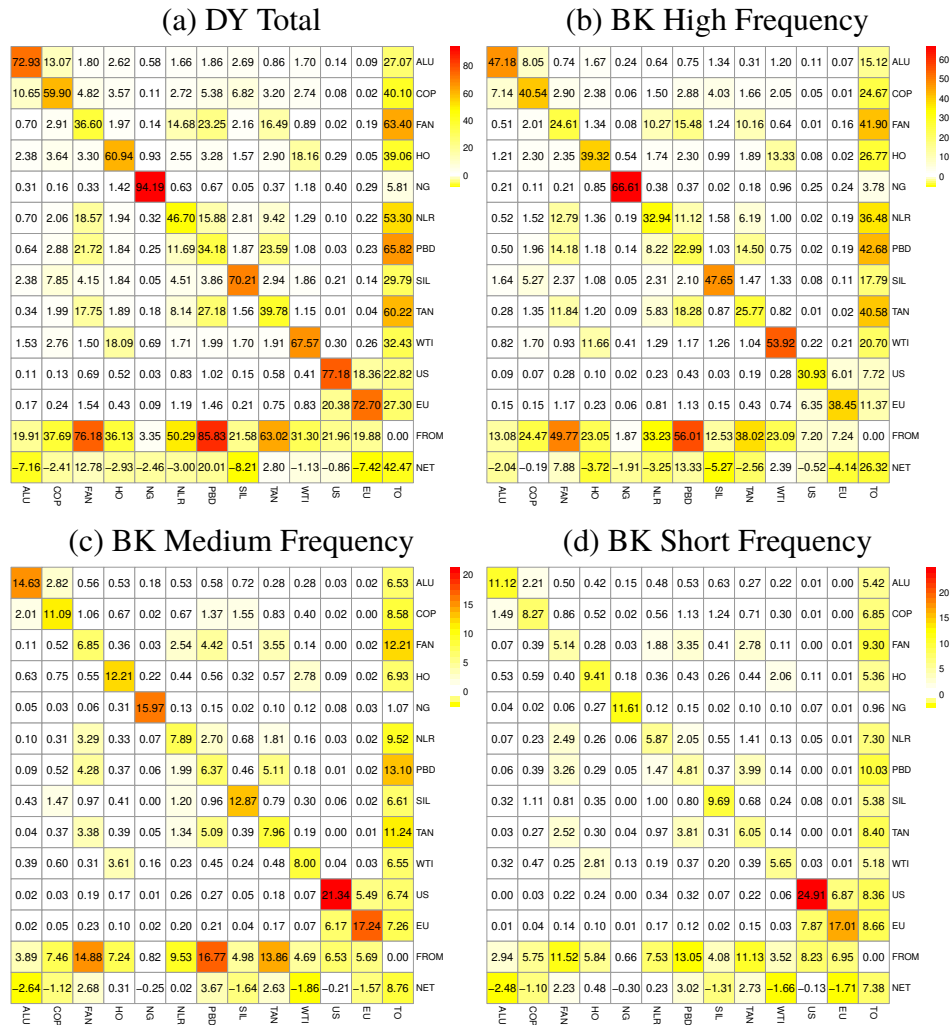 (a) DY Total
72.93 13.07 1.80 2.62 0.58 1.66 1.86 2.69 0.86 1.70 0.14 0.09 27.07 ALU
10.65 59.90 4.82 3.57 0.11 2.72 5.38 6.82 3.20 2.74 0.08 0.02 40.10 COP
0.70 2.91 36.60 1.97 0.14 14.68 23.25 2.16 16.49 0.89 0.02 0.19 63.40 FAN
2.38 3.64 3.30 60.94 0.93 2.55 3.28 1.57 2.90 18.16 0.29 0.05 39.06 HO
0.31 0.16 0.33 1.42 94.19 0.63 0.67 0.05 0.37 1.18 0.40 0.29 5.81 NG
0.70 2.06 18.57 1.94 0.32 46.70 15.88 2.81 9.42 1.29 0.10 0.22 53.30 NLR
0.64 2.88 21.72 1.84 0.25 11.69 34.18 1.87 23.59 1.08 0.03 0.23 65.82 PBD
2.38 7.85 4.15 1.84 0.05 4.51 3.86 70.21 2.94 1.86 0.21 0.14 29.79 SIL
0.34 1.99 17.75 1.89 0.18 8.14 27.18 1.56 39.78 1.15 0.01 0.04 60.22 TAN
1.53 2.76 1.50 18.09 0.69 1.71 1.99 1.70 1.91 67.57 0.30 0.26 32.43 WTI
0.11 0.13 0.69 0.52 0.03 0.83 1.02 0.15 0.58 0.41 77.18 18.36 22.82 US
0.17 0.24 1.54 0.43 0.09 1.19 1.46 0.21 0.75 0.83 20.38 72.70 27.30 EU
19.91 37.69 76.18 36.13 3.35 50.29 85.83 21.58 63.02 31.30 21.96 19.88 0.00 FROM
−7.16 −2.41 12.78 −2.93 −2.46 −3.00 20.01 −8.21 2.80 −1.13 −0.86 −7.42 42.47 NET
ALU COP FAN HO NG NLR PBD SIL TAN WTI US EU TO
80
60
40
20
0
(b) BK High Frequency
47.18 8.05 0.74 1.67 0.24 0.64 0.75 1.34 0.31 1.20 0.11 0.07 15.12 ALU
7.14 40.54 2.90 2.38 0.06 1.50 2.88 4.03 1.66 2.05 0.05 0.01 24.67 COP
0.51 2.01 24.61 1.34 0.08 10.27 15.48 1.24 10.16 0.64 0.01 0.16 41.90 FAN
1.21 2.30 2.35 39.32 0.54 1.74 2.30 0.99 1.89 13.33 0.08 0.02 26.77 HO
0.21 0.11 0.21 0.85 66.61 0.38 0.37 0.02 0.18 0.96 0.25 0.24 3.78 NG
0.52 1.52 12.79 1.36 0.19 32.94 11.12 1.58 6.19 1.00 0.02 0.19 36.48 NLR
0.50 1.96 14.18 1.18 0.14 8.22 22.99 1.03 14.50 0.75 0.02 0.19 42.68 PBD
1.64 5.27 2.37 1.08 0.05 2.31 2.10 47.65 1.47 1.33 0.08 0.11 17.79 SIL
0.28 1.35 11.84 1.20 0.09 5.83 18.28 0.87 25.77 0.82 0.01 0.02 40.58 TAN
0.82 1.70 0.93 11.66 0.41 1.29 1.17 1.26 1.04 53.92 0.22 0.21 20.70 WTI
0.09 0.07 0.28 0.10 0.02 0.23 0.43 0.03 0.19 0.28 30.93 6.01 7.72 US
0.15 0.15 1.17 0.23 0.06 0.81 1.13 0.15 0.43 0.74 6.35 38.45 11.37 EU
13.08 24.47 49.77 23.05 1.87 33.23 56.01 12.53 38.02 23.09 7.20 7.24 0.00 FROM
−2.04 −0.19 7.88 −3.72 −1.91 −3.25 13.33 −5.27 −2.56 2.39 −0.52 −4.14 26.32 NET
ALU COP FAN HO NG NLR PBD SIL TAN WTI US EU TO
60
50
40
30
20
10
0
(c) BK Medium Frequency
14.63 2.82 0.56 0.53 0.18 0.53 0.58 0.72 0.28 0.28 0.03 0.02 6.53 ALU
2.01 11.09 1.06 0.67 0.02 0.67 1.37 1.55 0.83 0.40 0.02 0.00 8.58 COP
0.11 0.52 6.85 0.36 0.03 2.54 4.42 0.51 3.55 0.14 0.00 0.02 12.21 FAN
0.63 0.75 0.55 12.21 0.22 0.44 0.56 0.32 0.57 2.78 0.09 0.02 6.93 HO
0.05 0.03 0.06 0.31 15.97 0.13 0.15 0.02 0.10 0.12 0.08 0.03 1.07 NG
0.10 0.31 3.29 0.33 0.07 7.89 2.70 0.68 1.81 0.16 0.03 0.02 9.52 NLR
0.09 0.52 4.28 0.37 0.06 1.99 6.37 0.46 5.11 0.18 0.01 0.02 13.10 PBD
0.43 1.47 0.97 0.41 0.00 1.20 0.96 12.87 0.79 0.30 0.06 0.02 6.61 SIL
0.04 0.37 3.38 0.39 0.05 1.34 5.09 0.39 7.96 0.19 0.00 0.01 11.24 TAN
0.39 0.60 0.31 3.61 0.16 0.23 0.45 0.24 0.48 8.00 0.04 0.03 6.55 WTI
0.02 0.03 0.19 0.17 0.01 0.26 0.27 0.05 0.18 0.07 21.34 5.49 6.74 US
0.02 0.05 0.23 0.10 0.02 0.20 0.21 0.04 0.17 0.07 6.17 17.24 7.26 EU
3.89 7.46 14.88 7.24 0.82 9.53 16.77 4.98 13.86 4.69 6.53 5.69 0.00 FROM
−2.64 −1.12 2.68 0.31 −0.25 0.02 3.67 −1.64 2.63 −1.86 −0.21 −1.57 8.76 NET
ALU COP FAN HO NG NLR PBD SIL TAN WTI US EU TO
20
15
10
5
0
(d) BK Short Frequency
11.12 2.21 0.50 0.42 0.15 0.48 0.53 0.63 0.27 0.22 0.01 0.00 5.42 ALU
1.49 8.27 0.86 0.52 0.02 0.56 1.13 1.24 0.71 0.30 0.01 0.00 6.85 COP
0.07 0.39 5.14 0.28 0.03 1.88 3.35 0.41 2.78 0.11 0.00 0.01 9.30 FAN
0.53 0.59 0.40 9.41 0.18 0.36 0.43 0.26 0.44 2.06 0.11 0.01 5.36 HO
0.04 0.02 0.06 0.27 11.61 0.12 0.15 0.02 0.10 0.10 0.07 0.01 0.96 NG
0.07 0.23 2.49 0.26 0.06 5.87 2.05 0.55 1.41 0.13 0.05 0.01 7.30 NLR
0.06 0.39 3.26 0.29 0.05 1.47 4.81 0.37 3.99 0.14 0.00 0.01 10.03 PBD
0.32 1.11 0.81 0.35 0.00 1.00 0.80 9.69 0.68 0.24 0.08 0.01 5.38 SIL
0.03 0.27 2.52 0.30 0.04 0.97 3.81 0.31 6.05 0.14 0.00 0.01 8.40 TAN
0.32 0.47 0.25 2.81 0.13 0.19 0.37 0.20 0.39 5.65 0.03 0.01 5.18 WTI
0.00 0.03 0.22 0.24 0.00 0.34 0.32 0.07 0.22 0.06 24.91 6.87 8.36 US
0.01 0.04 0.14 0.10 0.01 0.17 0.12 0.02 0.15 0.03 7.87 17.01 8.66 EU
2.94 5.75 11.52 5.84 0.66 7.53 13.05 4.08 11.13 3.52 8.23 6.95 0.00 FROM
−2.48 −1.10 2.23 0.48 −0.30 0.23 3.02 −1.31 2.73 −1.66 −0.13 −1.71 7.38 NET
ALU COP FAN HO NG NLR PBD SIL TAN WTI US EU TO
20
15
10
5
0